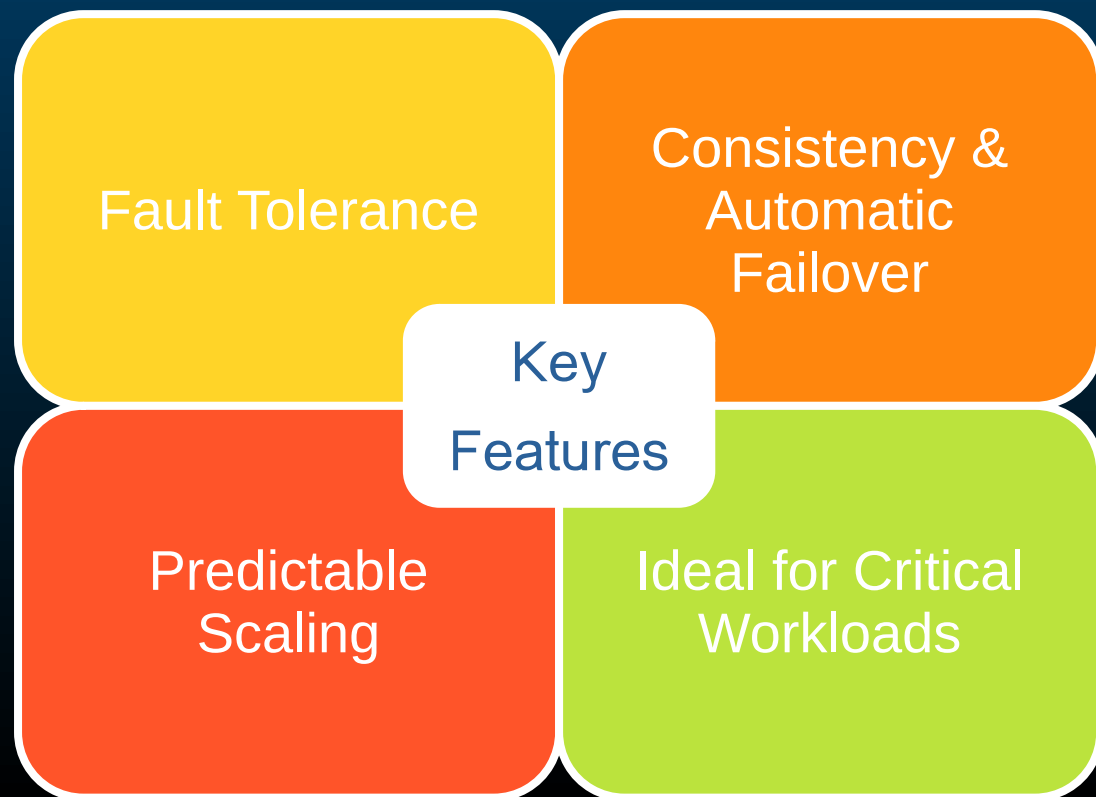 Fault Tolerance
Consistency &
Automatic
Failover
Key
Features
Predictable
Scaling
Ideal for Critical
Workloads